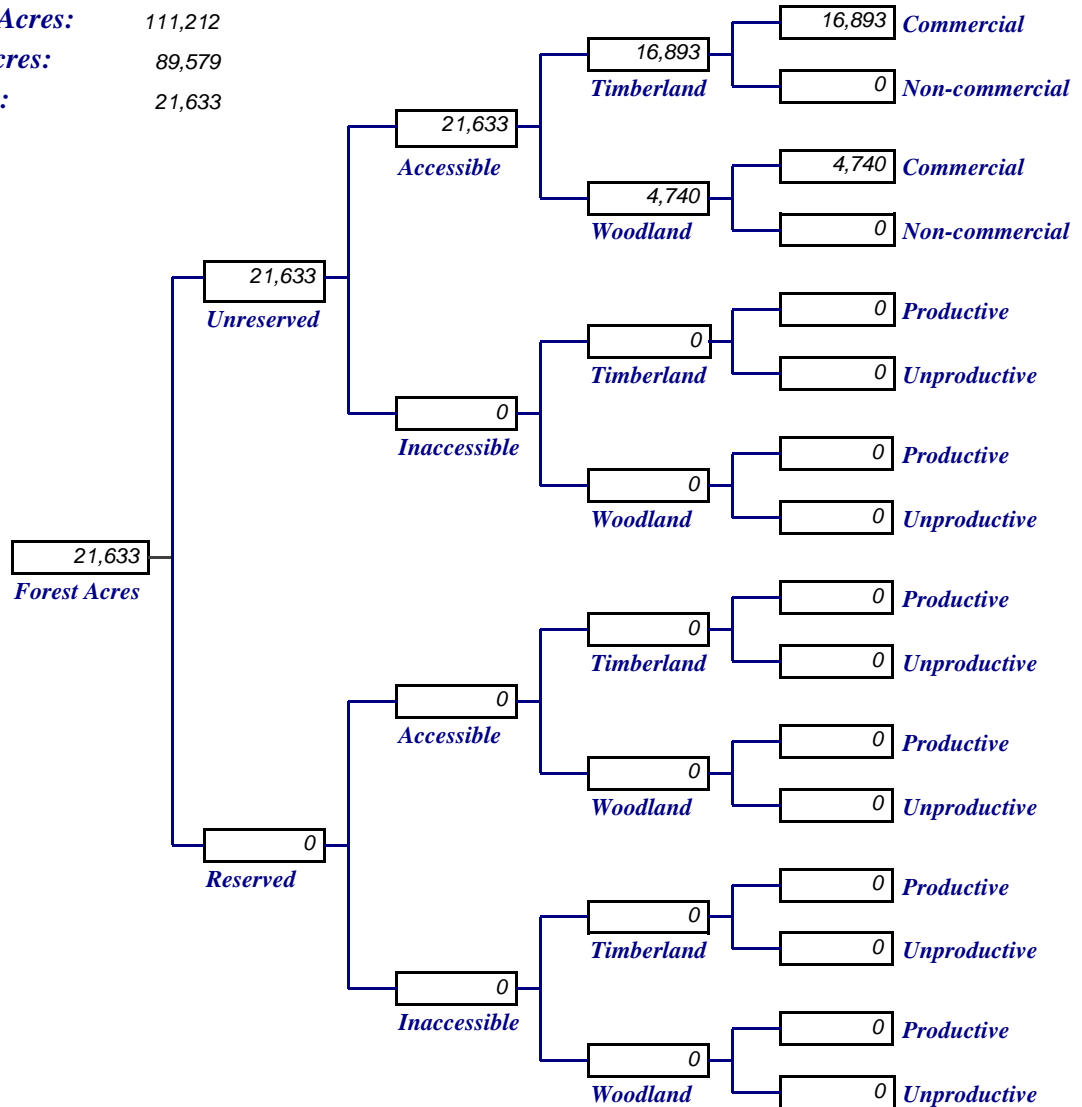 Acres: 111,212
cres: 89,579
: 21,633
16,893 Commercial
16,893
Timberland
0 Non-commercial
21,633
Accessible
4,740 Commercial
4,740
Woodland
0 Non-commercial
21,633
Unreserved
0 Productive
0
Timberland
0 Unproductive
0
Inaccessible
0 Productive
0
Woodland
0 Unproductive
21,633
Forest Acres
0 Productive
0
Timberland
0 Unproductive
0
Accessible
0 Productive
0
Woodland
0 Unproductive
0
Reserved
0 Productive
0
Timberland
0 Unproductive
0
Inaccessible
0 Productive
0
Woodland
0 Unproductive